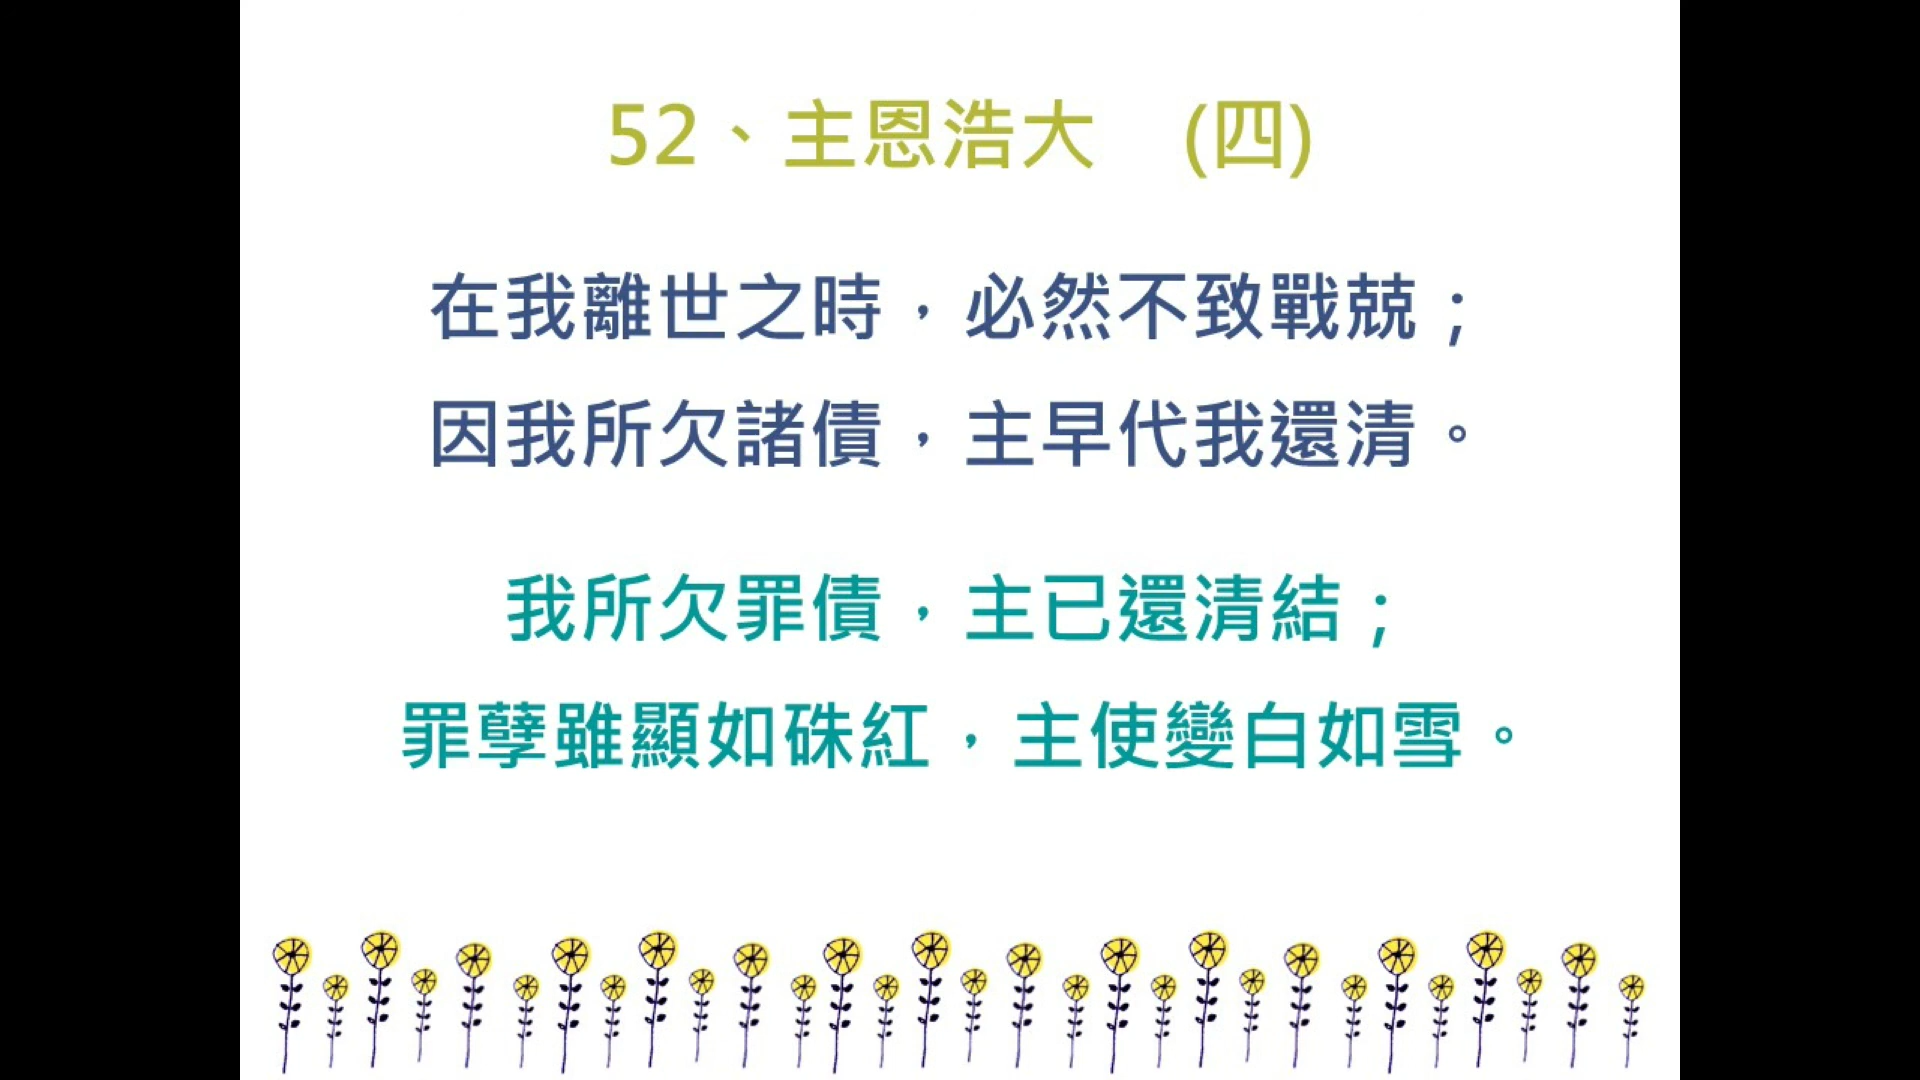 52、主恩浩大　(四)
在我離世之時，必然不致戰兢；
因我所欠諸債，主早代我還清。
我所欠罪債，主已還清結；
罪孽雖顯如硃紅，主使變白如雪。